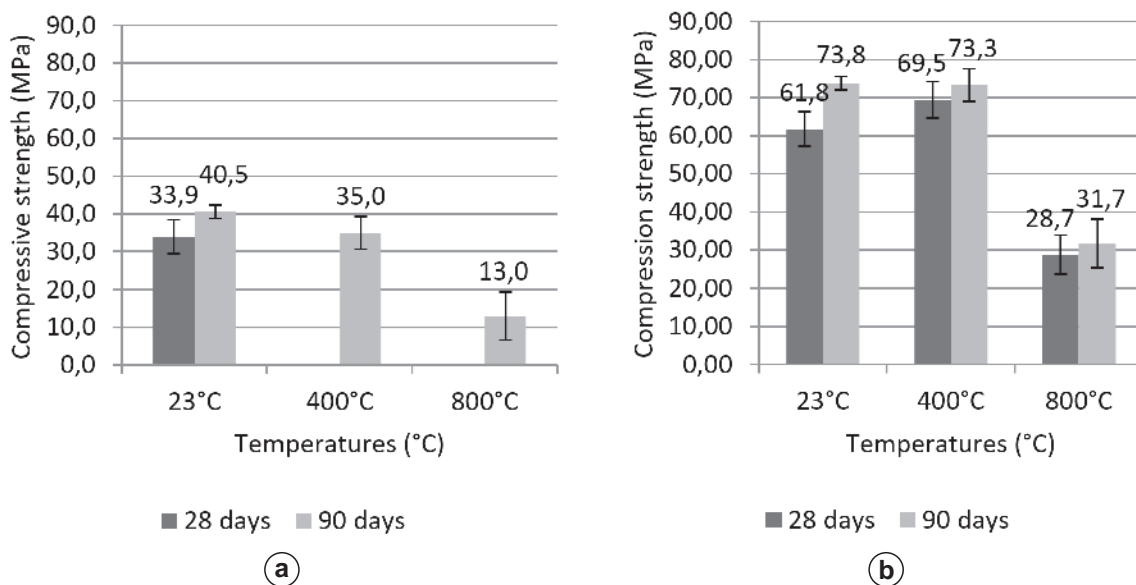 Compressive strength (MPa)
90,0
80,0
70,0
60,0
50,0
40,0
30,0
20,0
10,0
0,0
33,9
40,5
35,0
13,0
23°C
400°C
800°C
Temperatures (°C)
28 days
90 days
a
Compression strength (MPa)
90,00
80,00
70,00
60,00
50,00
40,00
30,00
20,00
10,00
0,00
61,8
73,8
69,5
73,3
28,7
31,7
23°C
400°C
800°C
Temperatures (°C)
28 days
90 days
b